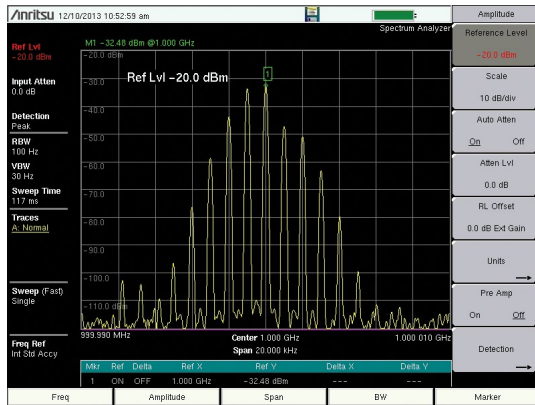 Anritsu 12/10/2013 10:52:59 am
Spectrum Analyzer
Ref Lvl
-20.0 dBm
Input Atten
0.0 dB
Detection
Peak
RBW
100 Hz
VBW
30 Hz
Sweep Time
117 ms
Traces
A: Normal
Sweep (Fast)
Single
Freq Ref
Int Std Accy
M1 -32.48 dBm @1.000 GHz
-20.0 dBm
Ref Lvl -20.0 dBm
1
-30.0
-40.0
-50.0
-60.0
-70.0
-80.0
-90.0
-100.0
-110.0 dBm
999.990 MHz
Center 1.000 GHz
1.000 010 GHz
Span 20.000 kHz
Mkr Ref Delta Ref X Ref Y Delta X Delta Y
1 ON OFF 1.000 GHz -32.48 dBm --- ---
Amplitude
Reference Level
-20.0 dBm
Scale
10 dB/div
Auto Atten
On Off
Atten Lvl
0.0 dB
RL Offset
0.0 dB Ext Gain
Units
Pre Amp
On Off
Detection
Freq Amplitude Span BW Marker